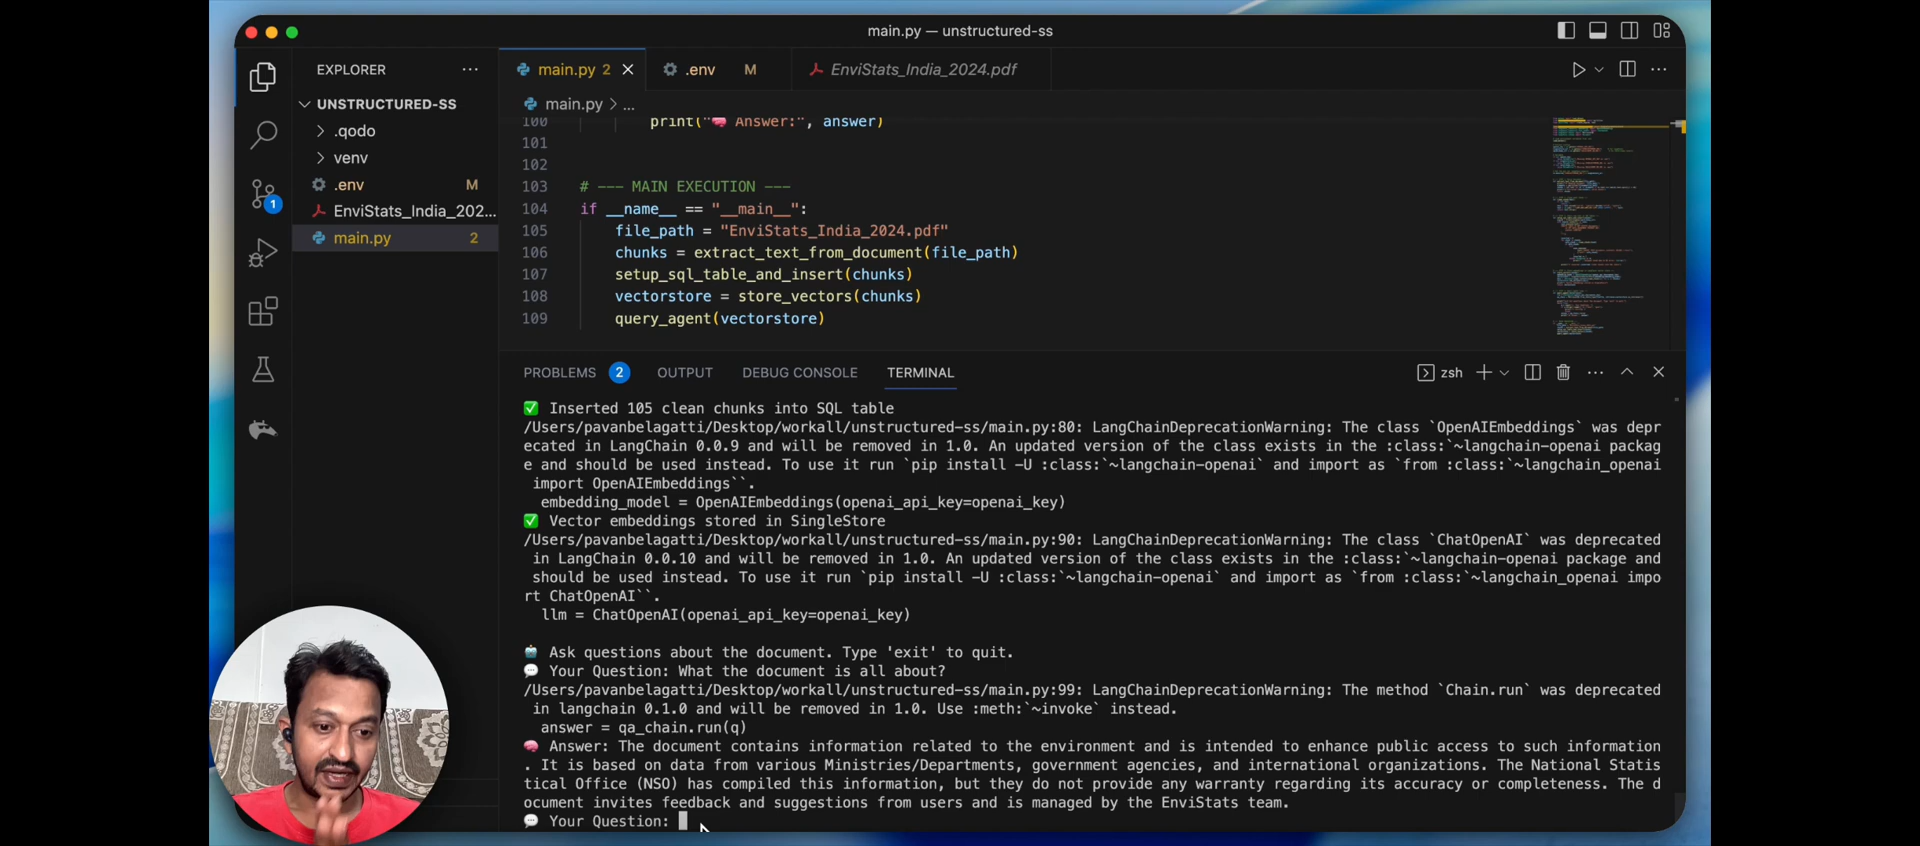 main.py — unstructured-ss
EXPLORER
main.py 2
.env M
EnviStats_India_2024.pdf
UNSTRUCTURED-SS
main.py > ...
.qodo
venv
.env M
EnviStats_India_202...
main.py 2
1
100 print("🧠 Answer:", answer)
101
102
103 # --- MAIN EXECUTION ---
104 if __name__ == "__main__":
105 file_path = "EnviStats_India_2024.pdf"
106 chunks = extract_text_from_document(file_path)
107 setup_sql_table_and_insert(chunks)
108 vectorstore = store_vectors(chunks)
109 query_agent(vectorstore)
PROBLEMS 2 OUTPUT DEBUG CONSOLE TERMINAL
zsh
✅ Inserted 105 clean chunks into SQL table
/Users/pavanbelagatti/Desktop/workall/unstructured-ss/main.py:80: LangChainDeprecationWarning: The class `OpenAIEmbeddings` was depr
ecated in LangChain 0.0.9 and will be removed in 1.0. An updated version of the class exists in the :class:`~langchain-openai packag
e and should be used instead. To use it run `pip install -U :class:`~langchain-openai` and import as `from :class:`~langchain_openai
import OpenAIEmbeddings``.
embedding_model = OpenAIEmbeddings(openai_api_key=openai_key)
✅ Vector embeddings stored in SingleStore
/Users/pavanbelagatti/Desktop/workall/unstructured-ss/main.py:90: LangChainDeprecationWarning: The class `ChatOpenAI` was deprecated
in LangChain 0.0.10 and will be removed in 1.0. An updated version of the class exists in the :class:`~langchain-openai package and
should be used instead. To use it run `pip install -U :class:`~langchain-openai` and import as `from :class:`~langchain_openai impo
rt ChatOpenAI``.
llm = ChatOpenAI(openai_api_key=openai_key)
🤖 Ask questions about the document. Type 'exit' to quit.
💬 Your Question: What the document is all about?
/Users/pavanbelagatti/Desktop/workall/unstructured-ss/main.py:99: LangChainDeprecationWarning: The method `Chain.run` was deprecated
in langchain 0.1.0 and will be removed in 1.0. Use :meth:`~invoke` instead.
answer = qa_chain.run(q)
🧠 Answer: The document contains information related to the environment and is intended to enhance public access to such information
. It is based on data from various Ministries/Departments, government agencies, and international organizations. The National Statis
tical Office (NSO) has compiled this information, but they do not provide any warranty regarding its accuracy or completeness. The d
ocument invites feedback and suggestions from users and is managed by the EnviStats team.
💬 Your Question: